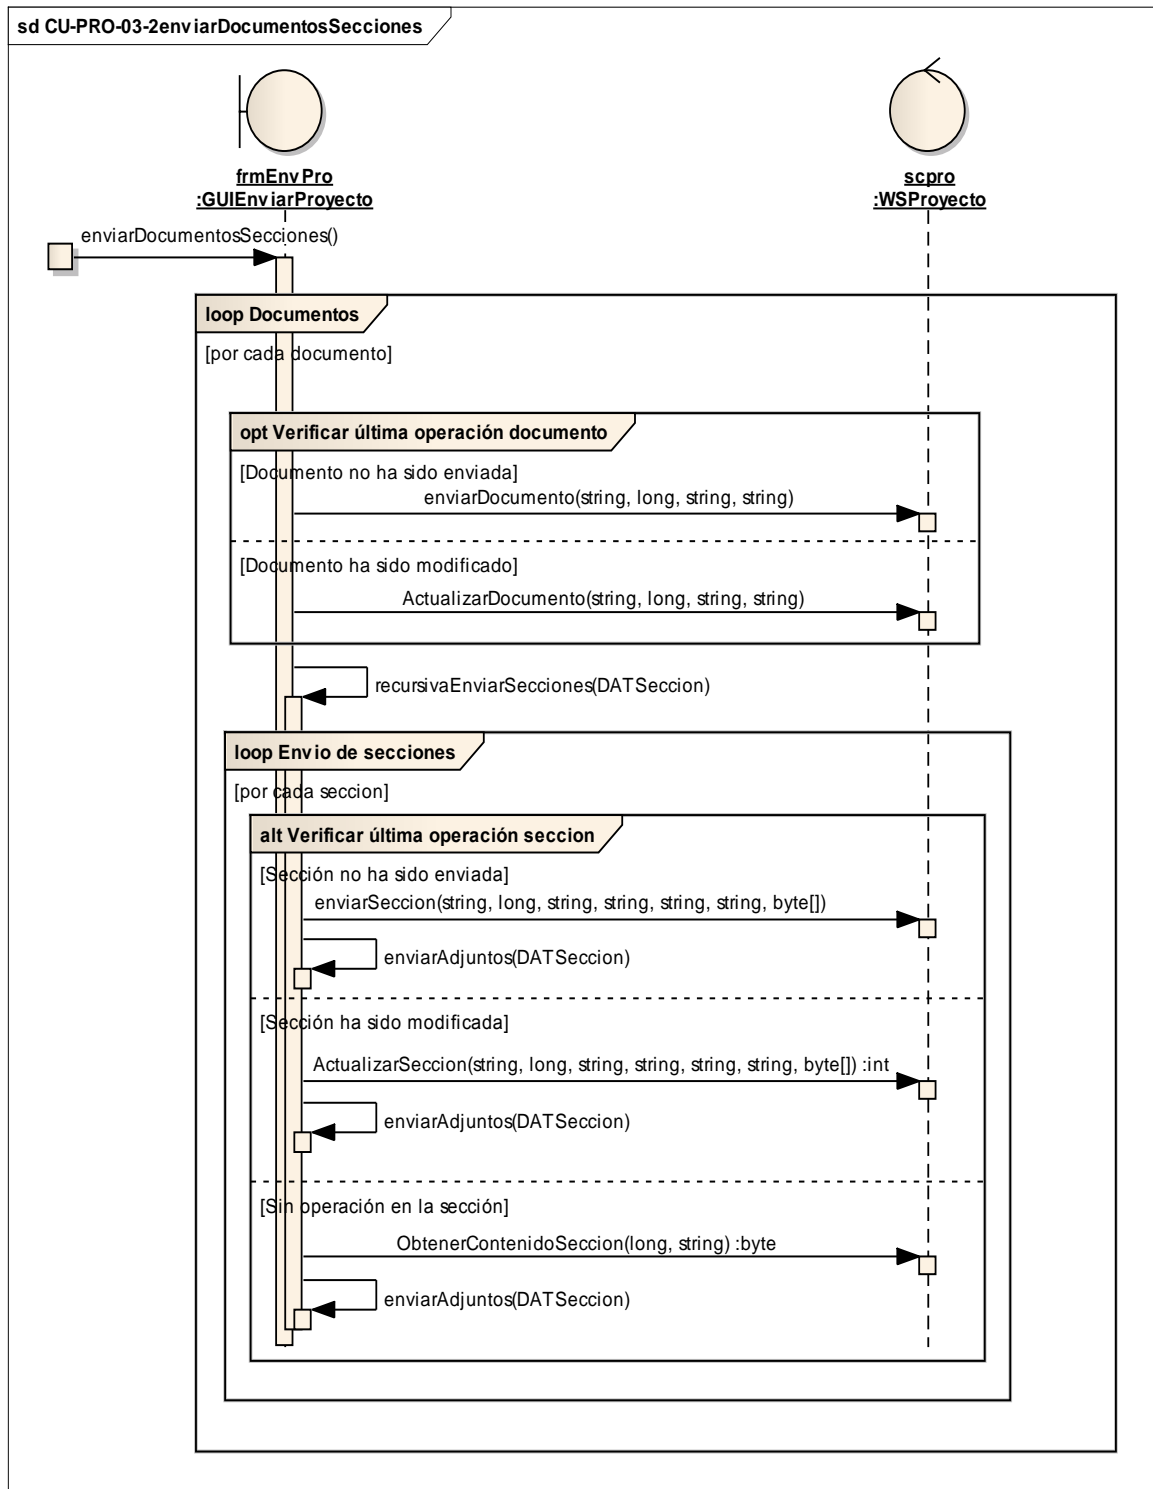 sd CU-PRO-03-2enviarDocumentosSecciones
frmEnvPro
:GUIEnviarProyecto
scpro
:WSProyecto
enviarDocumentosSecciones()
loop Documentos
[por cada documento]
opt Verificar última operación documento
[Documento no ha sido enviada]
enviarDocumento(string, long, string, string)
[Documento ha sido modificado]
ActualizarDocumento(string, long, string, string)
recursivaEnviarSecciones(DATSeccion)
loop Envio de secciones
[por cada seccion]
alt Verificar última operación seccion
[Sección no ha sido enviada]
enviarSeccion(string, long, string, string, string, string, byte[])
enviarAdjuntos(DATSeccion)
[Sección ha sido modificada]
ActualizarSeccion(string, long, string, string, string, string, byte[]) :int
enviarAdjuntos(DATSeccion)
[Sin operación en la sección]
ObtenerContenidoSeccion(long, string) :byte
enviarAdjuntos(DATSeccion)